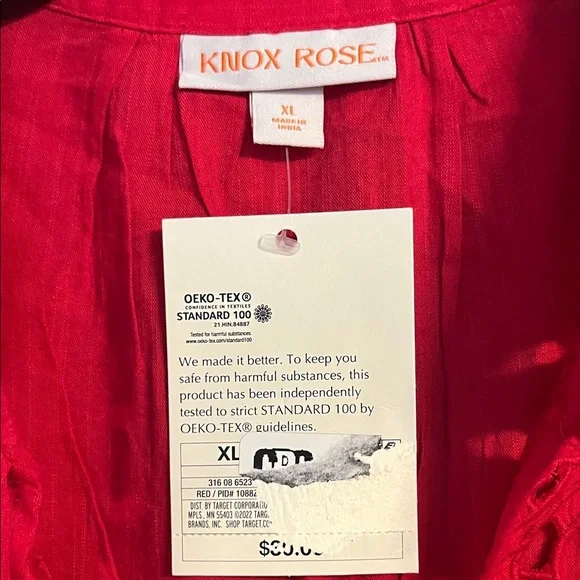 KNOX ROSE™
XL
MADE IN
INDIA
OEKO-TEX®
CONFIDENCE IN TEXTILES
STANDARD 100
21.HIN.84887
Tested for harmful substances.
www.oeko-tex.com/standard100
We made it better. To keep you
safe from harmful substances, this
product has been independently
tested to strict STANDARD 100 by
OEKO-TEX® guidelines.
XL
316 08 6523
RED / PID# 1088
DIST. BY TARGET CORPORATIO
MPLS., MN 55403 ©2022 TARG
BRANDS, INC. SHOP TARGET.CO